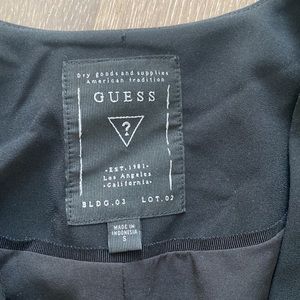 Dry goods and supplies
American tradition
GUESS
?
•EST. 1981•
Los Angeles
•California•
BLDG.03 LOT.02
MADE IN
INDONESIA
S